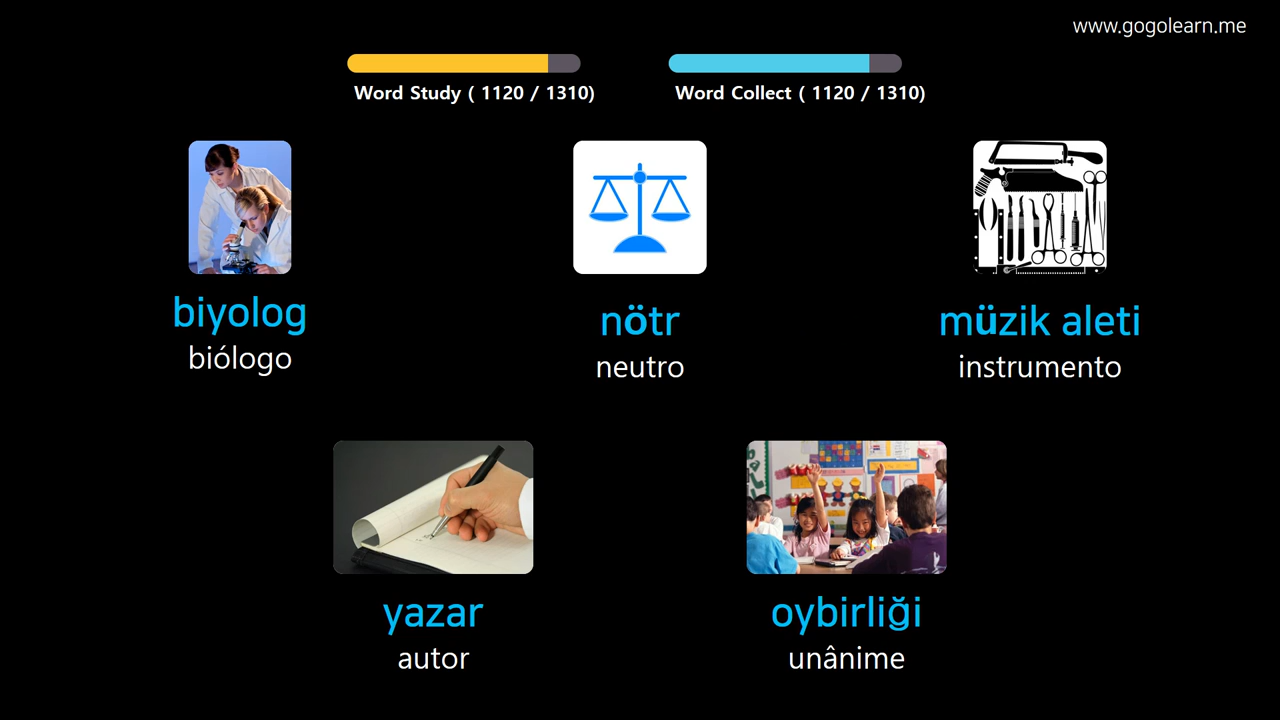 www.gogolearn.me
Word Study ( 1120 / 1310)
Word Collect ( 1120 / 1310)
biyolog
biólogo
nötr
neutro
müzik aleti
instrumento
yazar
autor
oybirliği
unânime